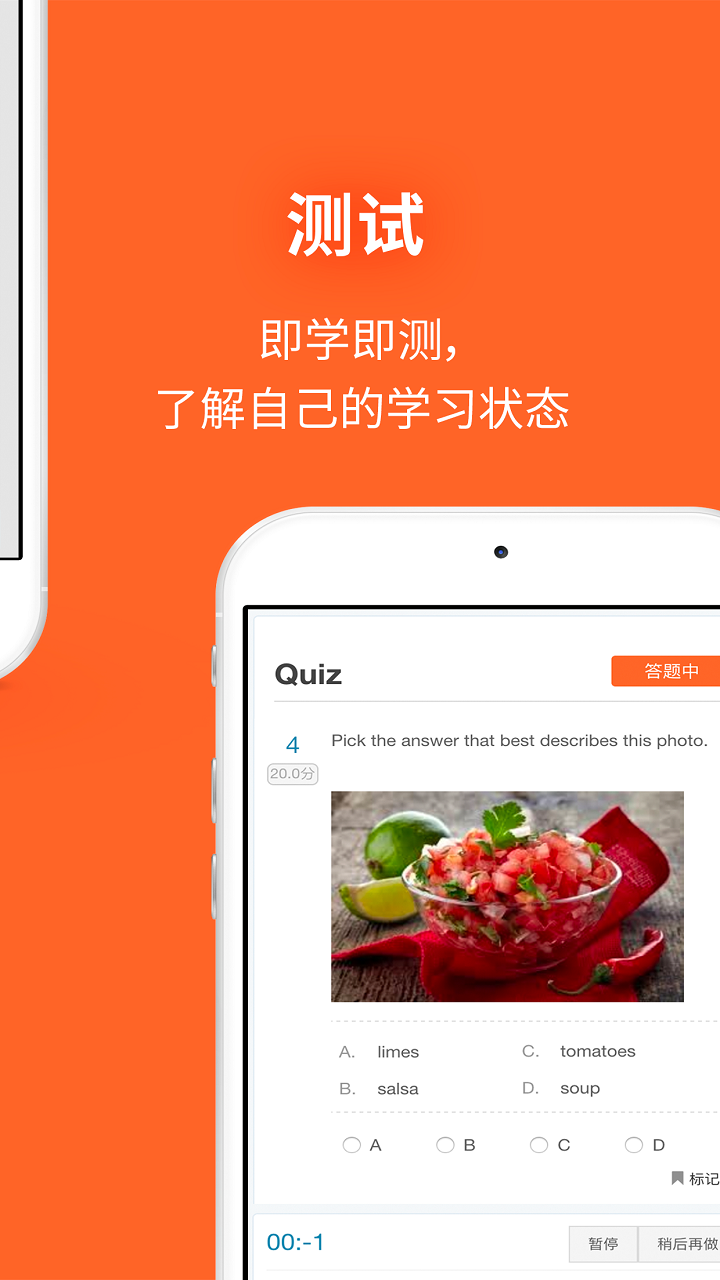 测试
即学即测，
了解自己的学习状态
Quiz
答题中
4
Pick the answer that best describes this photo.
20.0分
A. limes
C. tomatoes
B. salsa
D. soup
A
B
C
D
标记
00:-1
暂停
稍后再做